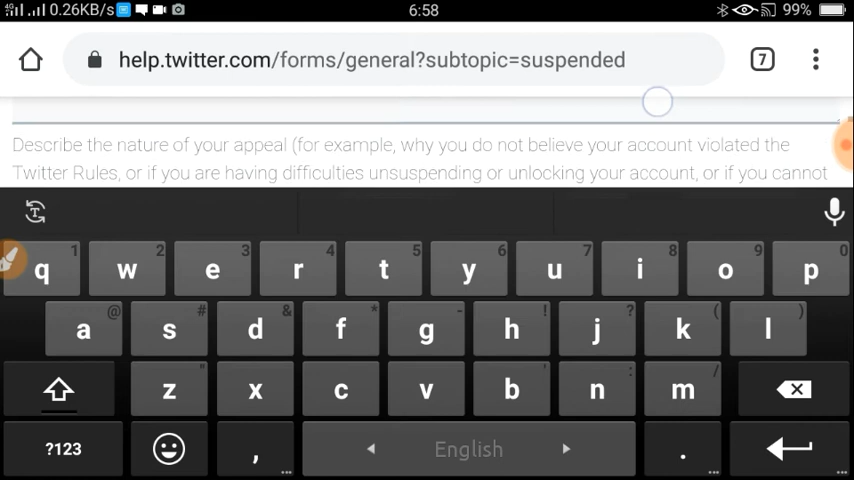 4G 0.26KB/s 6:58 99%
help.twitter.com/forms/general?subtopic=suspended 7
Describe the nature of your appeal (for example, why you do not believe your account violated the
Twitter Rules, or if you are having difficulties unsuspending or unlocking your account, or if you cannot
T
1 2 3 4 5 6 7 8 9 0
q w e r t y u i o p
@ # & * - ! ? ( )
a s d f g h j k l
" ' : /
z x c v b n m
?123 , English .